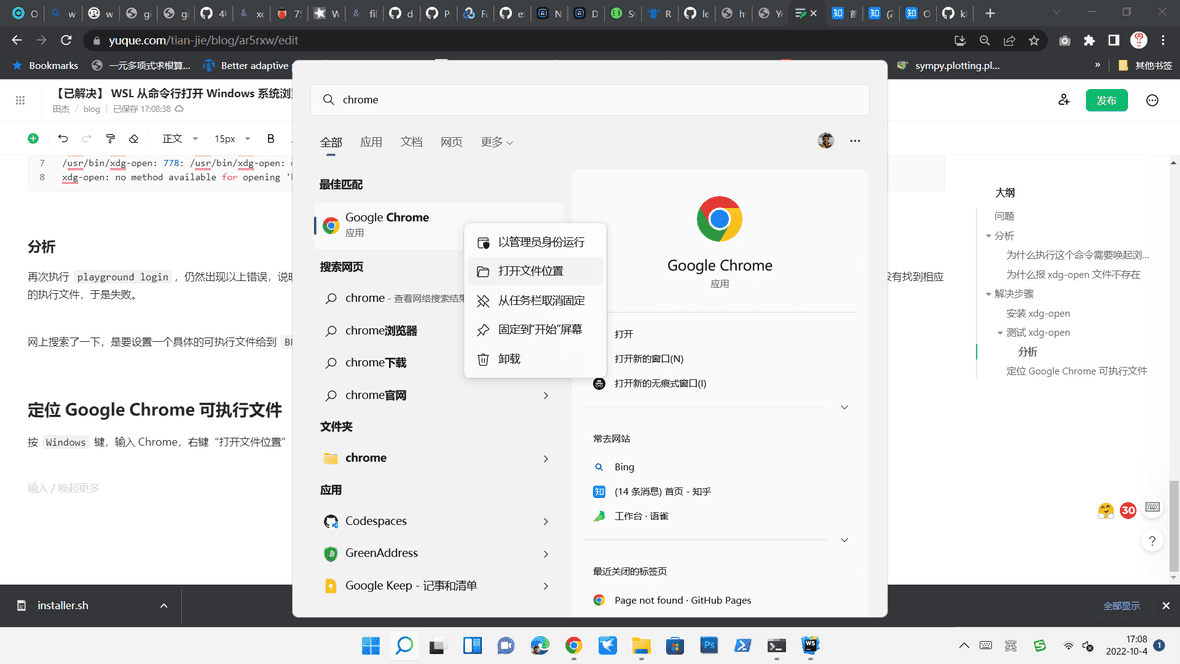 yuque.com/tian-jie/blog/ar5rxw/edit
Bookmarks
一元多项式求根算...
Better adaptive
sympy.plotting.pl...
»
其他书签
【已解决】 WSL 从命令行打开 Windows 系统浏
田杰 / blog 已保存 17:08:38
发布
正文
15px
B
7 /usr/bin/xdg-open: 778: /usr/bin/xdg-open:
8 xdg-open: no method available for opening
分析
再次执行 playground login ，仍然出现以上错误，说
没有找到相应
的执行文件，于是失败。
网上搜索了一下，是要设置一个具体的可执行文件给到
定位 Google Chrome 可执行文件
按 Windows 键，输入 Chrome，右键“打开文件位置”
输入 / 唤起更多
chrome
全部
应用
文档
网页
更多
最佳匹配
Google Chrome
应用
搜索网页
chrome - 查看网络搜索结果
chrome浏览器
chrome下载
chrome官网
文件夹
chrome
应用
Codespaces
GreenAddress
Google Keep - 记事和清单
以管理员身份运行
打开文件位置
从任务栏取消固定
固定到"开始"屏幕
卸载
Google Chrome
应用
打开
打开新的窗口(N)
打开新的无痕式窗口(I)
常去网站
Bing
(14 条消息) 首页 - 知乎
工作台 · 语雀
最近关闭的标签页
Page not found · GitHub Pages
大纲
问题
分析
为什么执行这个命令需要唤起浏...
为什么报 xdg-open 文件不存在
解决步骤
安装 xdg-open
测试 xdg-open
分析
定位 Google Chrome 可执行文件
30
?
installer.sh
全部显示
英
17:08
2022-10-4
1